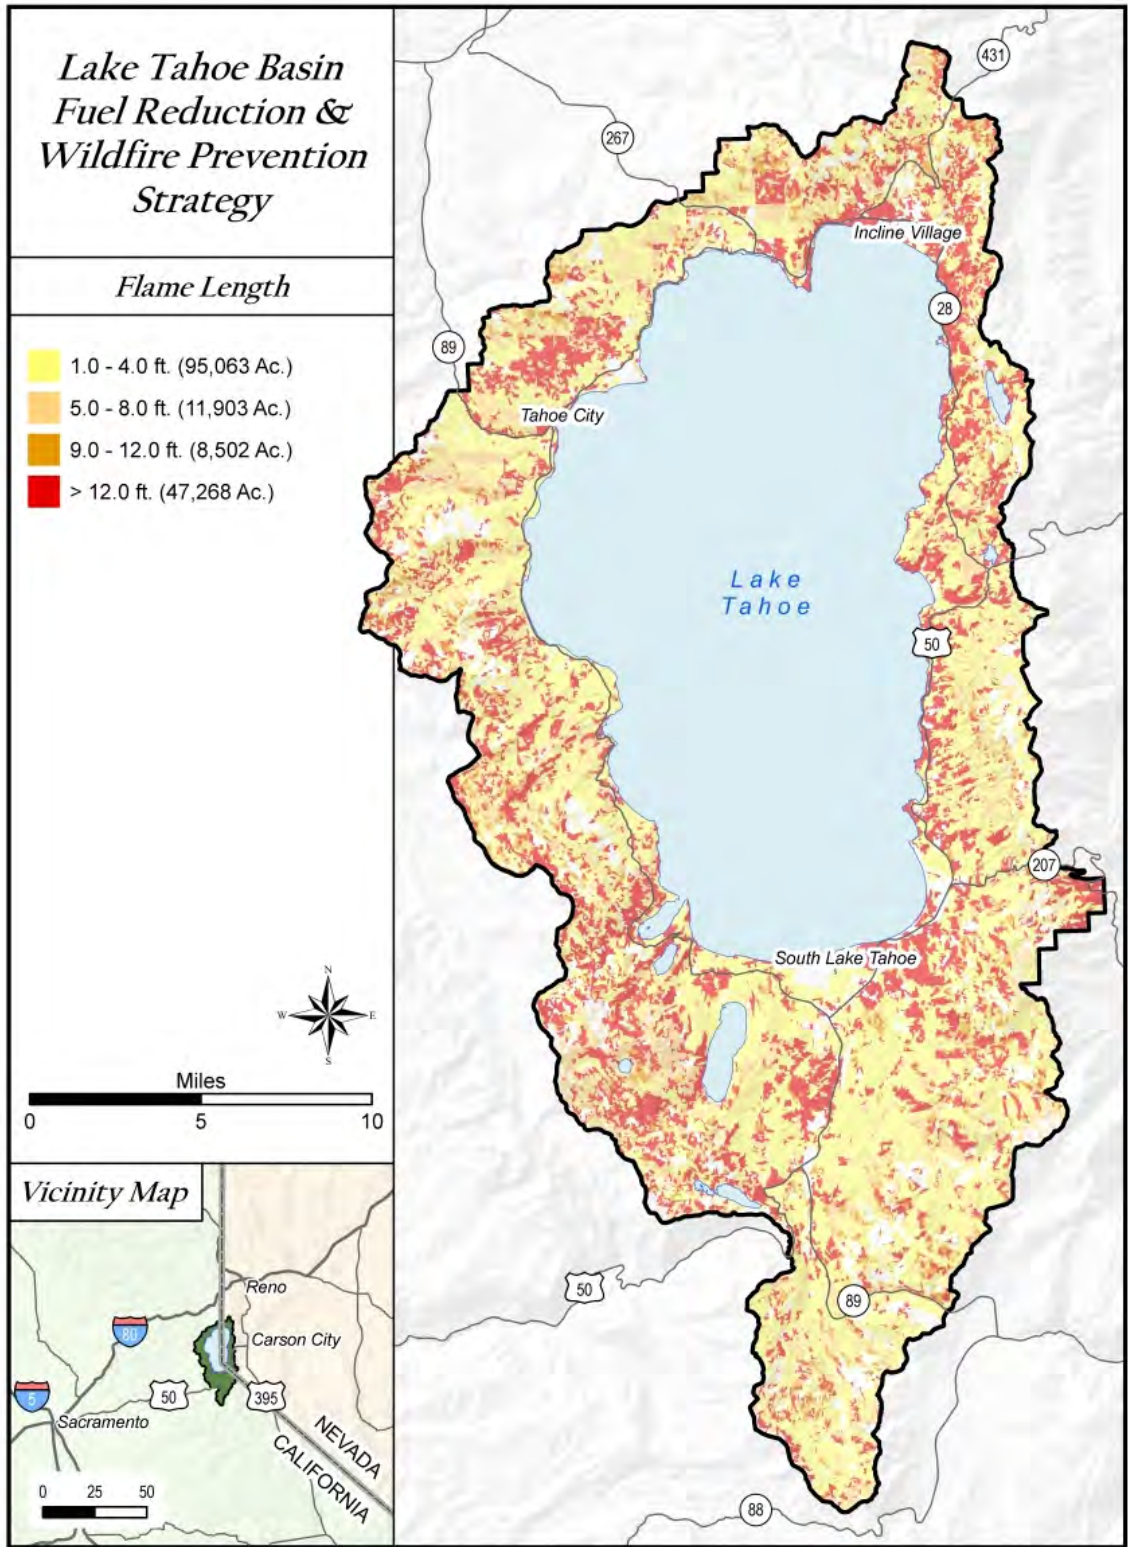 Lake Tahoe Basin
Fuel Reduction &
Wildfire Prevention
Strategy
Flame Length
1.0 - 4.0 ft. (95,063 Ac.)
5.0 - 8.0 ft. (11,903 Ac.)
9.0 - 12.0 ft. (8,502 Ac.)
> 12.0 ft. (47,268 Ac.)
N
W E
S
Miles
0 5 10
Vicinity Map
Reno
80
Carson City
5
50
395
Sacramento
NEVADA
CALIFORNIA
0 25 50
431
267
Incline Village
28
89
Tahoe City
Lake
Tahoe
50
207
South Lake Tahoe
50
89
88